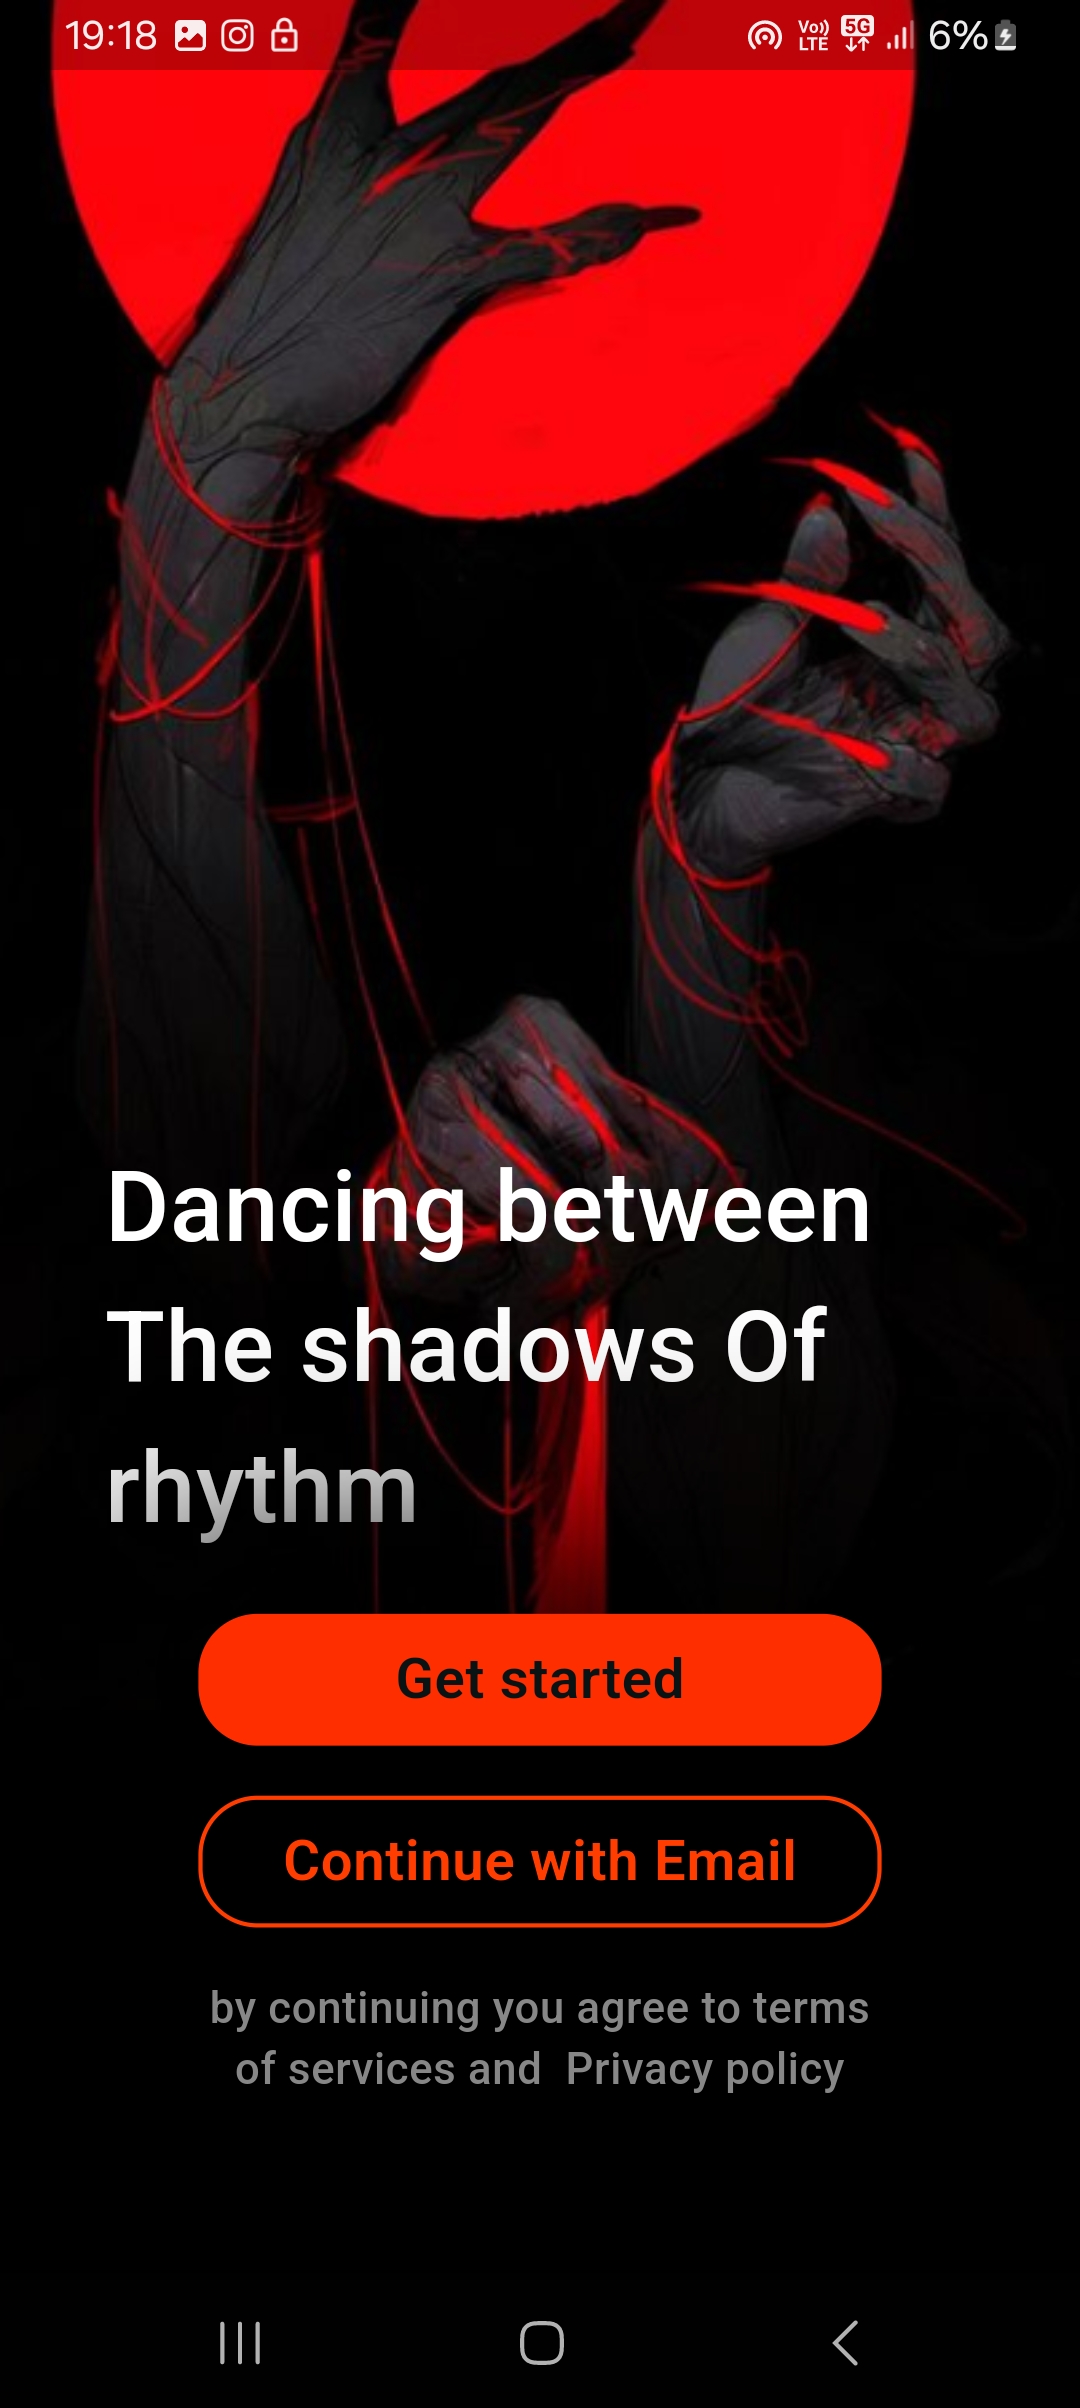 19:18 Vo)) LTE 5G 6%
Dancing between
The shadows Of
rhythm
Get started
Continue with Email
by continuing you agree to terms
of services and  Privacy policy